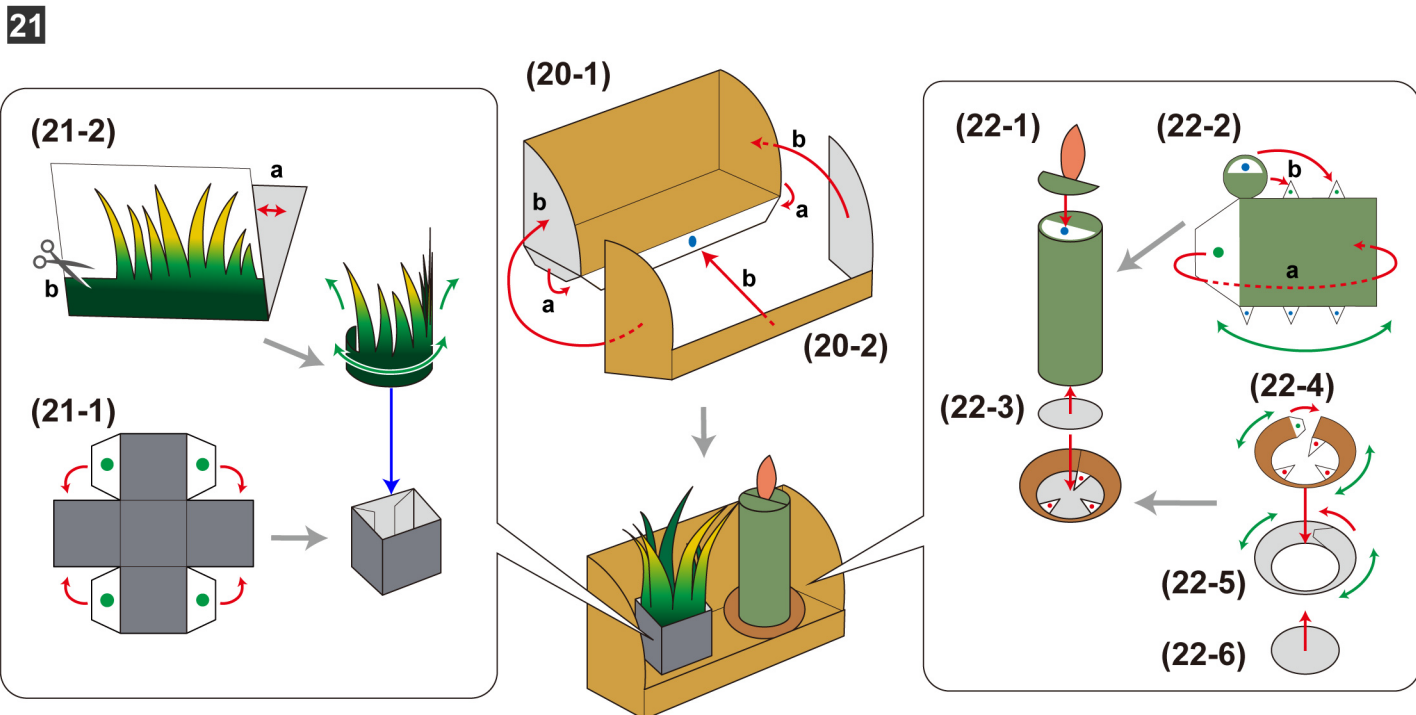 21
(21-2)
a
b
(21-1)
(20-1)
b
b
a
a
b
(20-2)
(22-1)
(22-2)
b
a
(22-3)
(22-4)
(22-5)
(22-6)